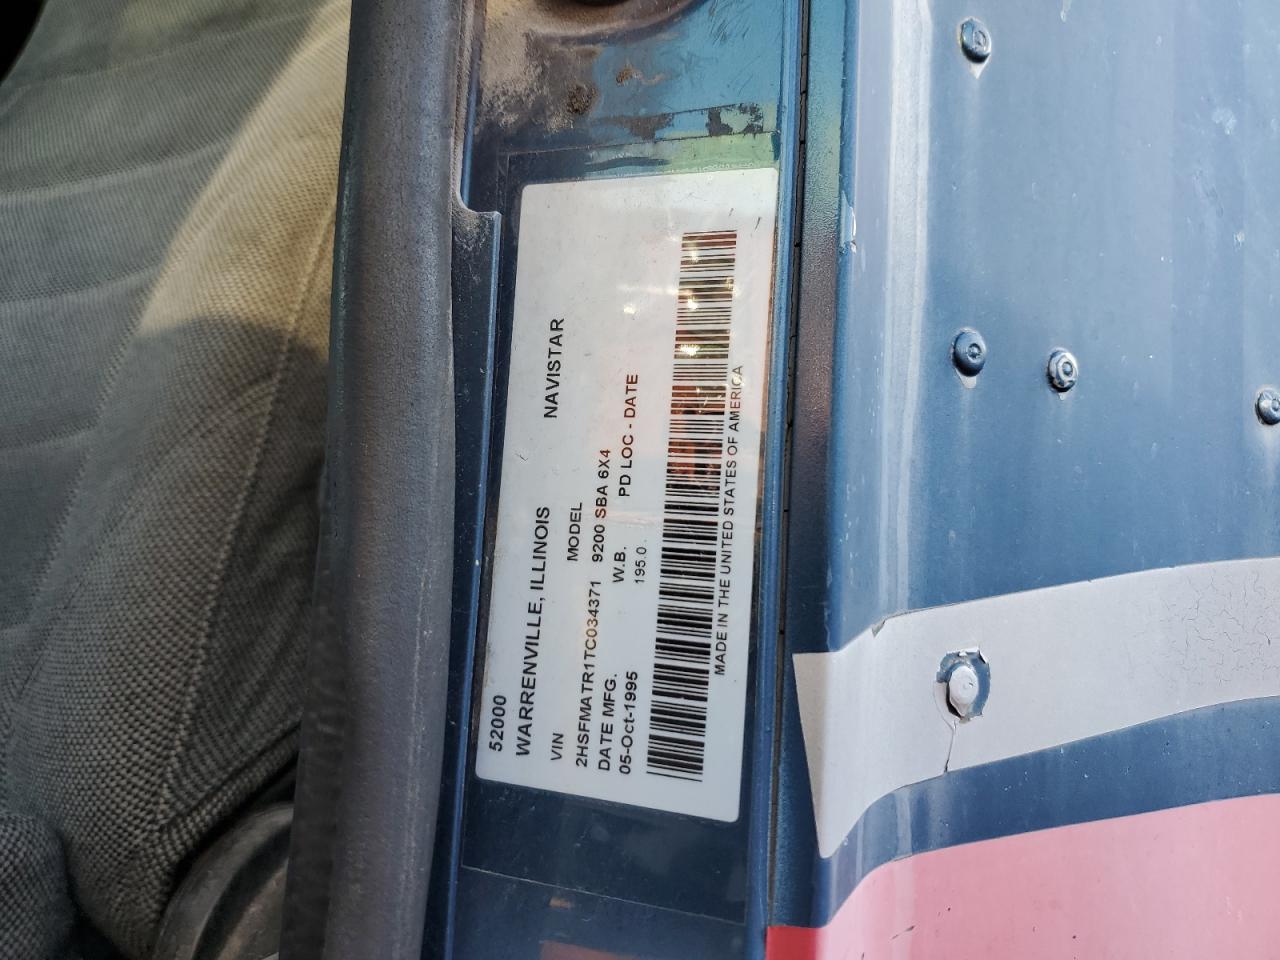 52000
WARRENVILLE, ILLINOIS NAVISTAR
VIN MODEL
2HSFMATR1TC034371 9200 SBA 6X4
DATE MFG. W.B. PD LOC - DATE
05-Oct-1995 195.0
MADE IN THE UNITED STATES OF AMERICA